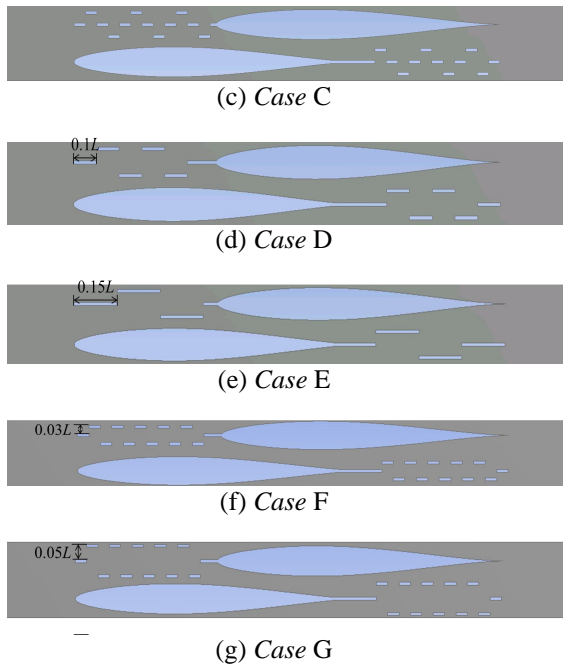 (c) Case C
0.1L
(d) Case D
0.15L
(e) Case E
0.03L
(f) Case F
0.05L
(g) Case G